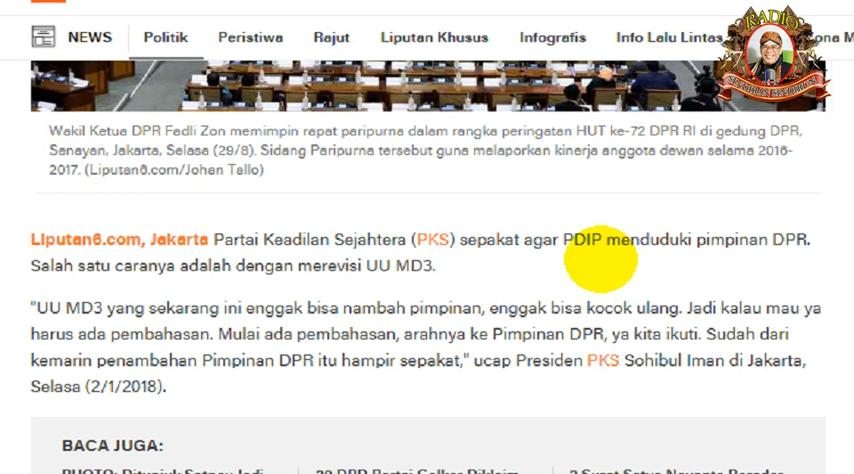 NEWS Politik Peristiwa Rajut Liputan Khusus Infografis Info Lalu Lintas
RADIO
Wakil Ketua DPR Fadli Zon memimpin rapat paripurna dalam rangka peringatan HUT ke-72 DPR RI di gedung DPR,
Senayan, Jakarta, Selasa (29/8). Sidang Paripurna tersebut guna melaporkan kinerja anggota dewan selama 2016-
2017. (Liputan6.com/Johan Tallo)
Liputan6.com, Jakarta Partai Keadilan Sejahtera (PKS) sepakat agar PDIP menduduki pimpinan DPR.
Salah satu caranya adalah dengan merevisi UU MD3.
"UU MD3 yang sekarang ini enggak bisa nambah pimpinan, enggak bisa kocok ulang. Jadi kalau mau ya
harus ada pembahasan. Mulai ada pembahasan, arahnya ke Pimpinan DPR, ya kita ikuti. Sudah dari
kemarin penambahan Pimpinan DPR itu hampir sepakat," ucap Presiden PKS Sohibul Iman di Jakarta,
Selasa (2/1/2018).
BACA JUGA: